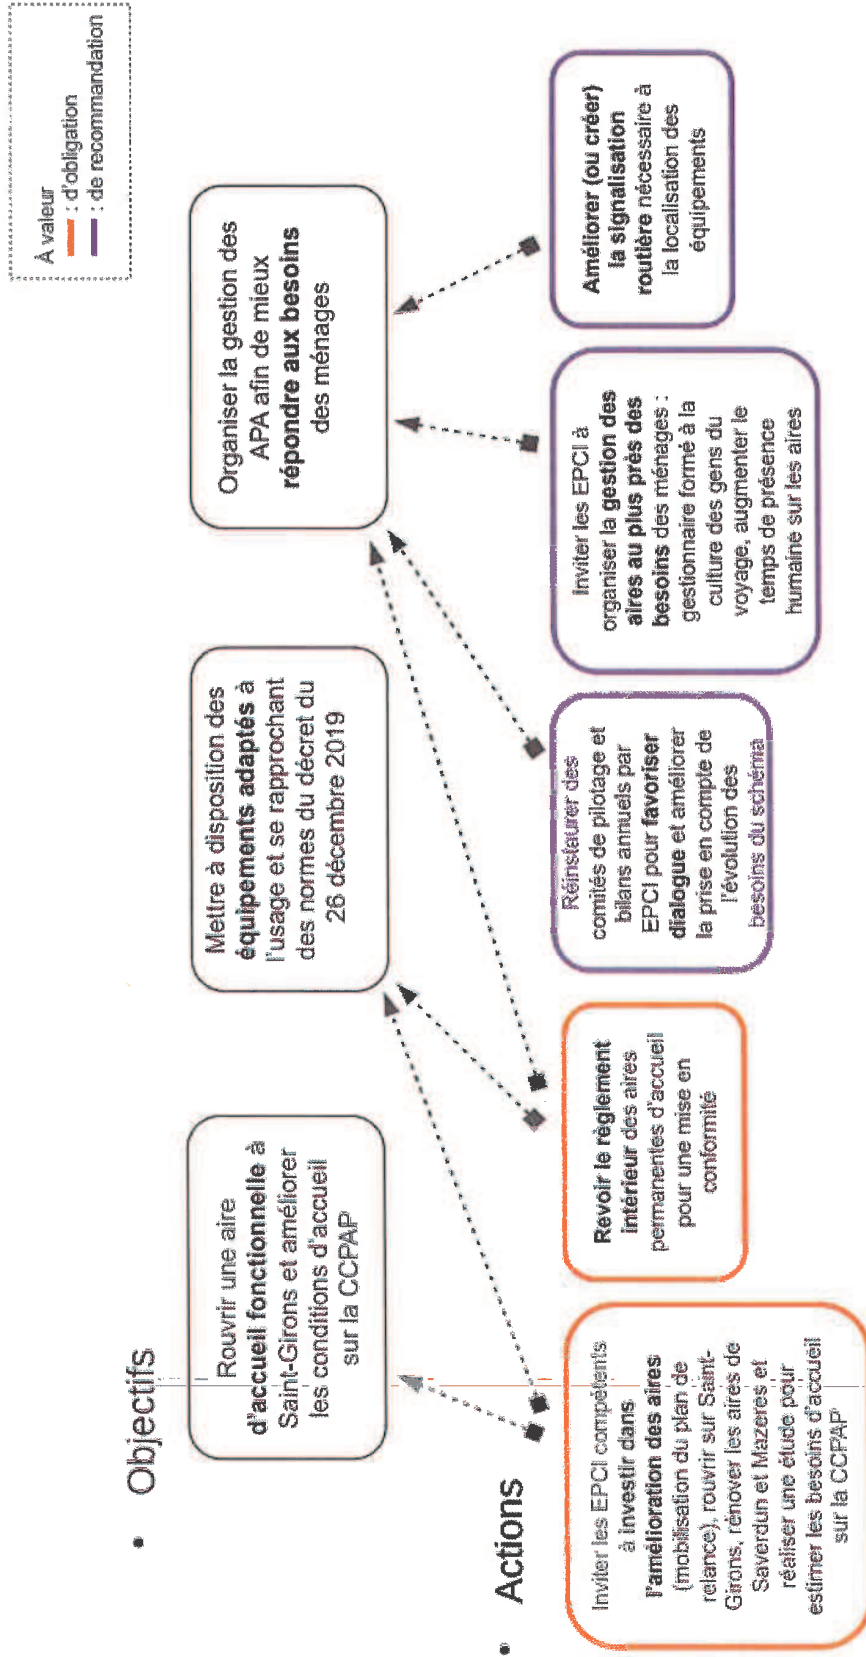 À valeur
: d'obligation
: de recommandation
• Objectifs
Rouvrir une aire
d'accueil fonctionnelle à
Saint-Girons et améliorer
les conditions d'accueil
sur la CCPAP
Mettre à disposition des
équipements adaptés à
l'usage et se rapprochant
des normes du décret du
26 décembre 2019
Organiser la gestion des
APA afin de mieux
répondre aux besoins
des ménages
• Actions
Inviter les EPCI compétents
à investir dans
l'amélioration des aires
(mobilisation du plan de
relance), rouvrir sur Saint-
Girons, rénover les aires de
Saverdun et Mazères et
réaliser une étude pour
estimer les besoins d'accueil
sur la CCPAP
Revoir le règlement
intérieur des aires
permanentes d'accueil
pour une mise en
conformité
Réinstaurer des
comités de pilotage et
bilans annuels par
EPCI pour favoriser
dialogue et améliorer
la prise en compte de
l'évolution des
besoins du schéma
Inviter les EPCI à
organiser la gestion des
aires au plus près des
besoins des ménages :
gestionnaire formé à la
culture des gens du
voyage, augmenter le
temps de présence
humaine sur les aires
Améliorer (ou créer)
la signalisation
routière nécessaire à
la localisation des
équipements